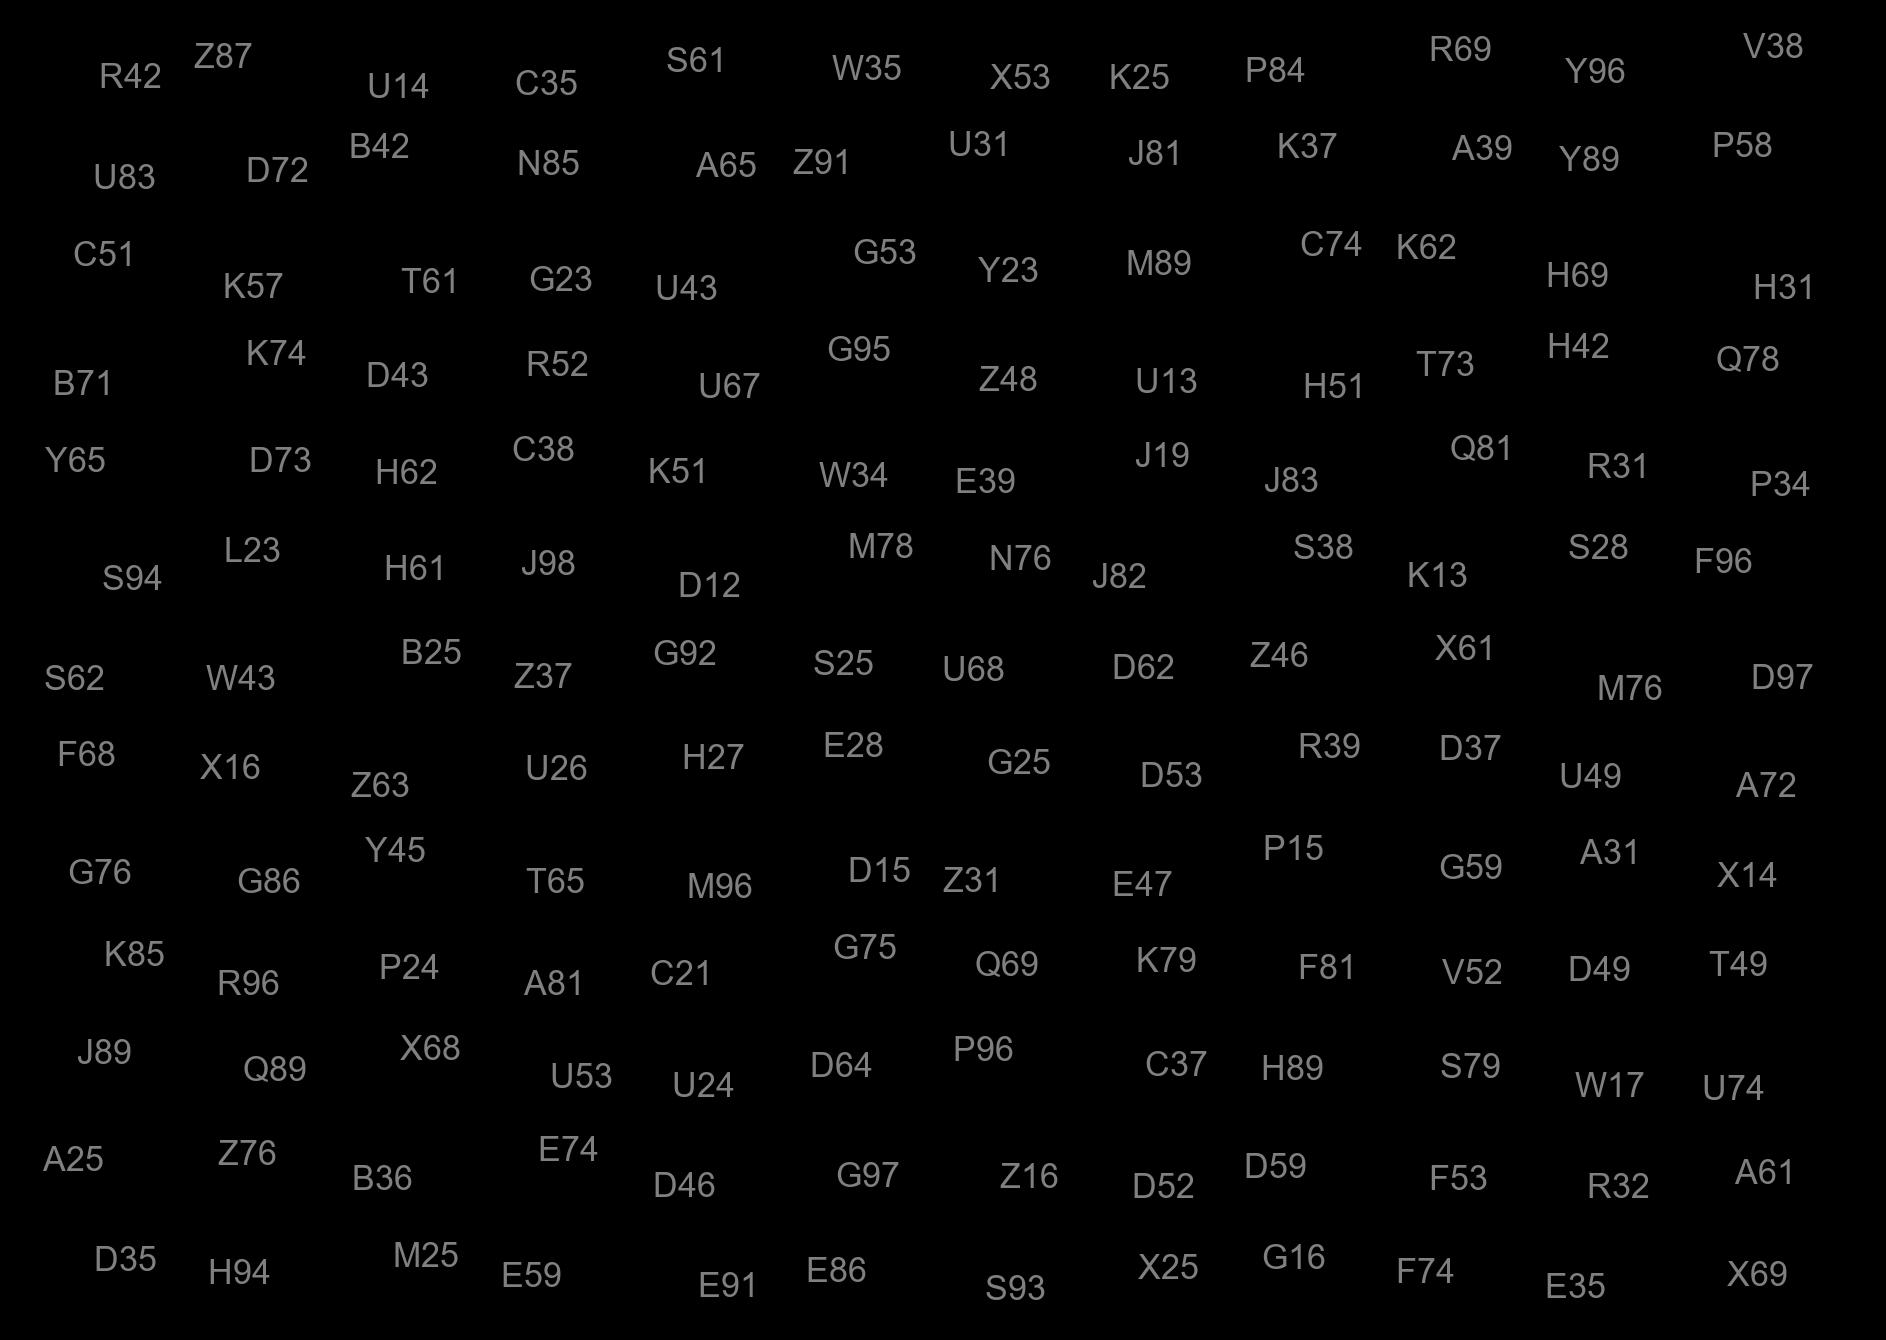 R42 Z87 U14 C35 S61 W35 X53 K25 P84 R69 Y96 V38
U83 D72 B42 N85 A65 Z91 U31 J81 K37 A39 Y89 P58
C51 K57 T61 G23 U43 G53 Y23 M89 C74 K62 H69 H31
B71 K74 D43 R52 U67 G95 Z48 U13 H51 T73 H42 Q78
Y65 D73 H62 C38 K51 W34 E39 J19 J83 Q81 R31 P34
S94 L23 H61 J98 D12 M78 N76 J82 S38 K13 S28 F96
S62 W43 B25 Z37 G92 S25 U68 D62 Z46 X61 M76 D97
F68 X16 Z63 U26 H27 E28 G25 D53 R39 D37 U49 A72
G76 G86 Y45 T65 M96 D15 Z31 E47 P15 G59 A31 X14
K85 R96 P24 A81 C21 G75 Q69 K79 F81 V52 D49 T49
J89 Q89 X68 U53 U24 D64 P96 C37 H89 S79 W17 U74
A25 Z76 B36 E74 D46 G97 Z16 D52 D59 F53 R32 A61
D35 H94 M25 E59 E91 E86 S93 X25 G16 F74 E35 X69